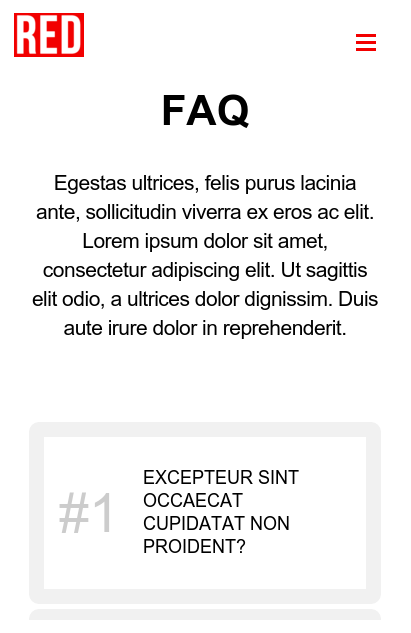 RED
FAQ
Egestas ultrices, felis purus lacinia
ante, sollicitudin viverra ex eros ac elit.
Lorem ipsum dolor sit amet,
consectetur adipiscing elit. Ut sagittis
elit odio, a ultrices dolor dignissim. Duis
aute irure dolor in reprehenderit.
#1
EXCEPTEUR SINT
OCCAECAT
CUPIDATAT NON
PROIDENT?